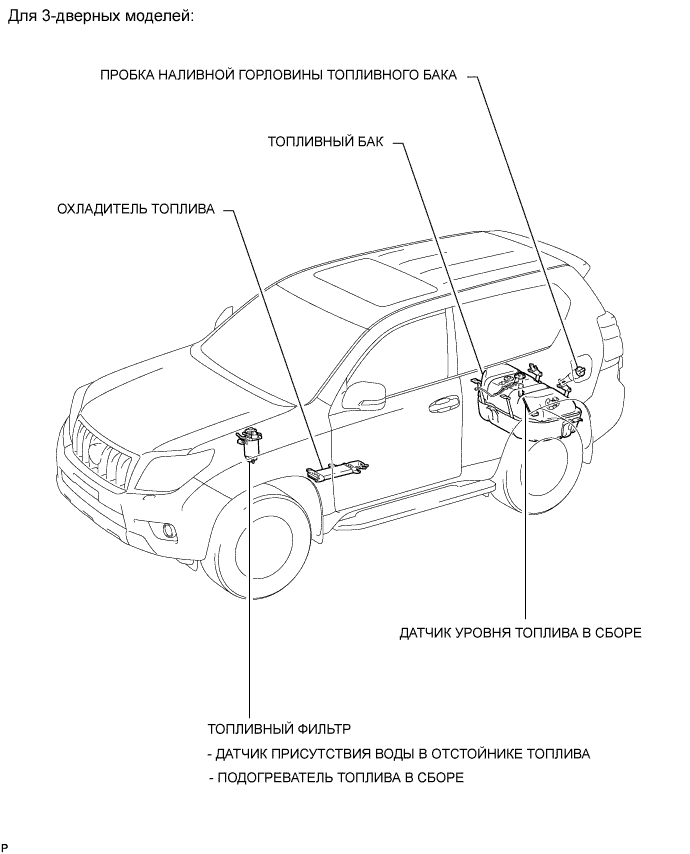 Для 3-дверных моделей:
ПРОБКА НАЛИВНОЙ ГОРЛОВИНЫ ТОПЛИВНОГО БАКА
ТОПЛИВНЫЙ БАК
ОХЛАДИТЕЛЬ ТОПЛИВА
ДАТЧИК УРОВНЯ ТОПЛИВА В СБОРЕ
ТОПЛИВНЫЙ ФИЛЬТР
- ДАТЧИК ПРИСУТСТВИЯ ВОДЫ В ОТСТОЙНИКЕ ТОПЛИВА
- ПОДОГРЕВАТЕЛЬ ТОПЛИВА В СБОРЕ
P